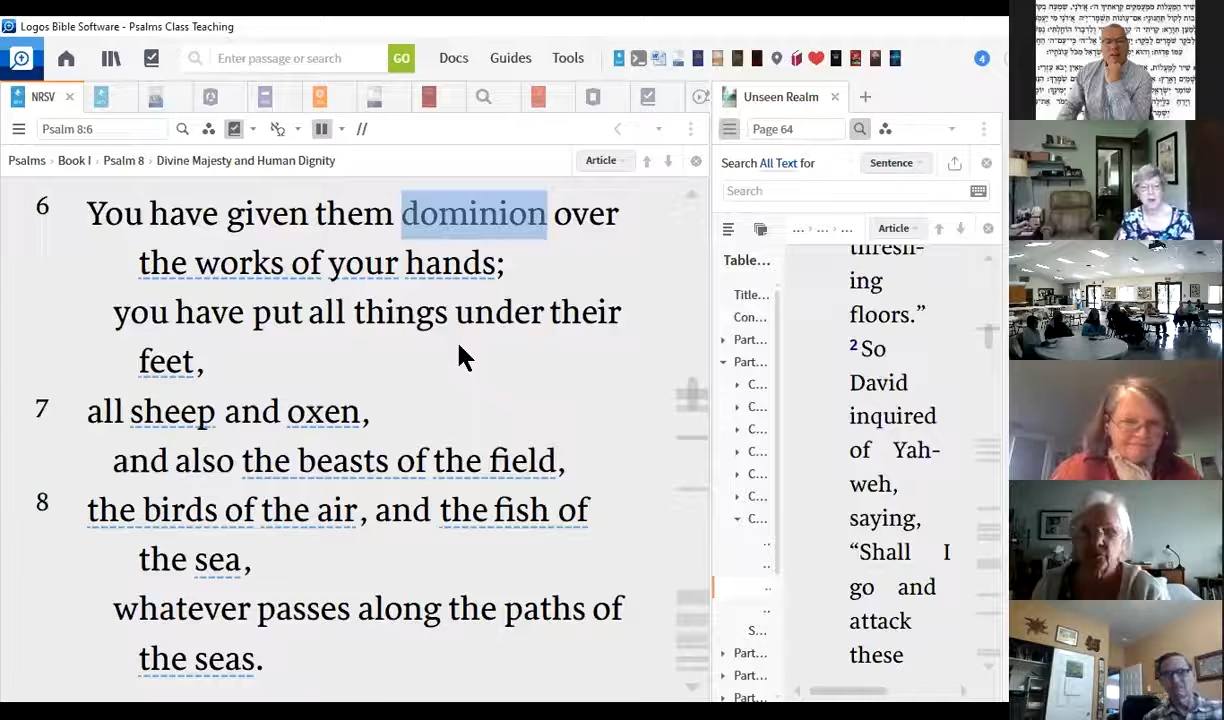 Logos Bible Software - Psalms Class Teaching
Enter passage or search
GO
Docs
Guides
Tools
4
NRSV
Unseen Realm
Psalm 8:6
Page 64
Psalms › Book I › Psalm 8 › Divine Majesty and Human Dignity
Article
Search All Text for
Sentence
Search
... › ... › ...
Article
6 You have given them dominion over
the works of your hands;
you have put all things under their
feet,
7 all sheep and oxen,
and also the beasts of the field,
8 the birds of the air, and the fish of
the sea,
whatever passes along the paths of
the seas.
Table...
Title...
Con...
Part...
Part...
C...
C...
C...
C...
C...
C...
C...
..
..
..
..
S...
Part...
Part...
Part...
thresh-
ing
floors.”
2 So
David
inquired
of Yah-
weh,
saying,
“Shall I
go and
attack
these